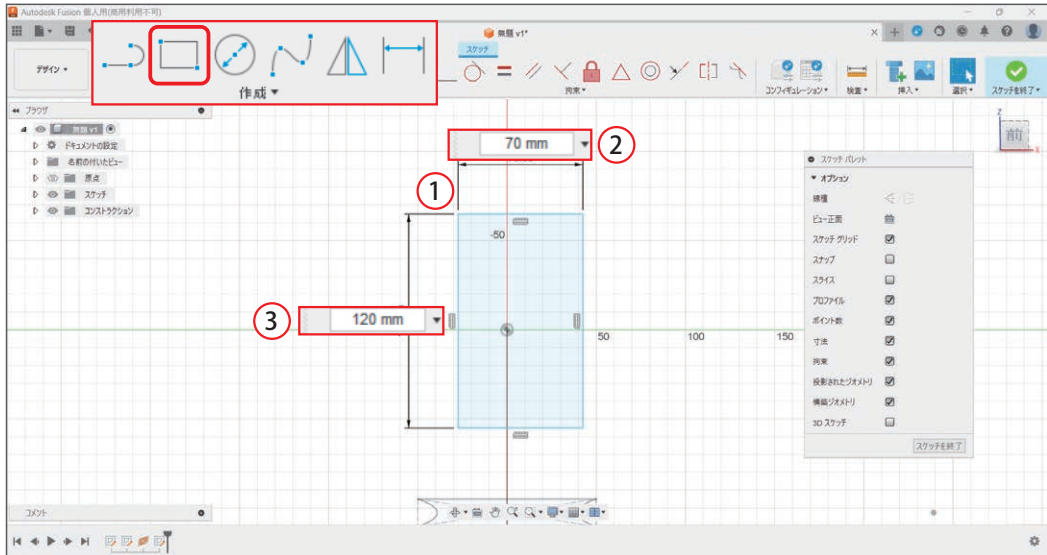 Autodesk Fusion 個人用(商用利用不可)
無題 v1*
デザイン
スケッチ
作成
拘束
コンフィギュレーション
検査
挿入
選択
スケッチを終了
ブラウザ
無題 v1
ドキュメントの設定
名前の付いたビュー
原点
スケッチ
コンストラクション
Z
前
X
70 mm
②
①
-50
③
120 mm
50
100
150
スケッチ パレット
オプション
線種
ビュー正面
スケッチ グリッド
スナップ
スライス
プロファイル
ポイント数
寸法
拘束
投影されたジオメトリ
構築ジオメトリ
3D スケッチ
スケッチを終了
コメント